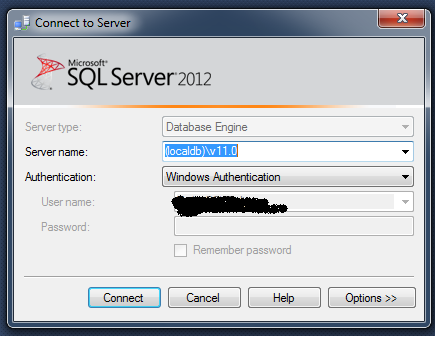 Connect to Server
Microsoft®
SQL Server® 2012
Server type: Database Engine
Server name: (localdb)\v11.0
Authentication: Windows Authentication
User name:
Password:
Remember password
Connect Cancel Help Options >>